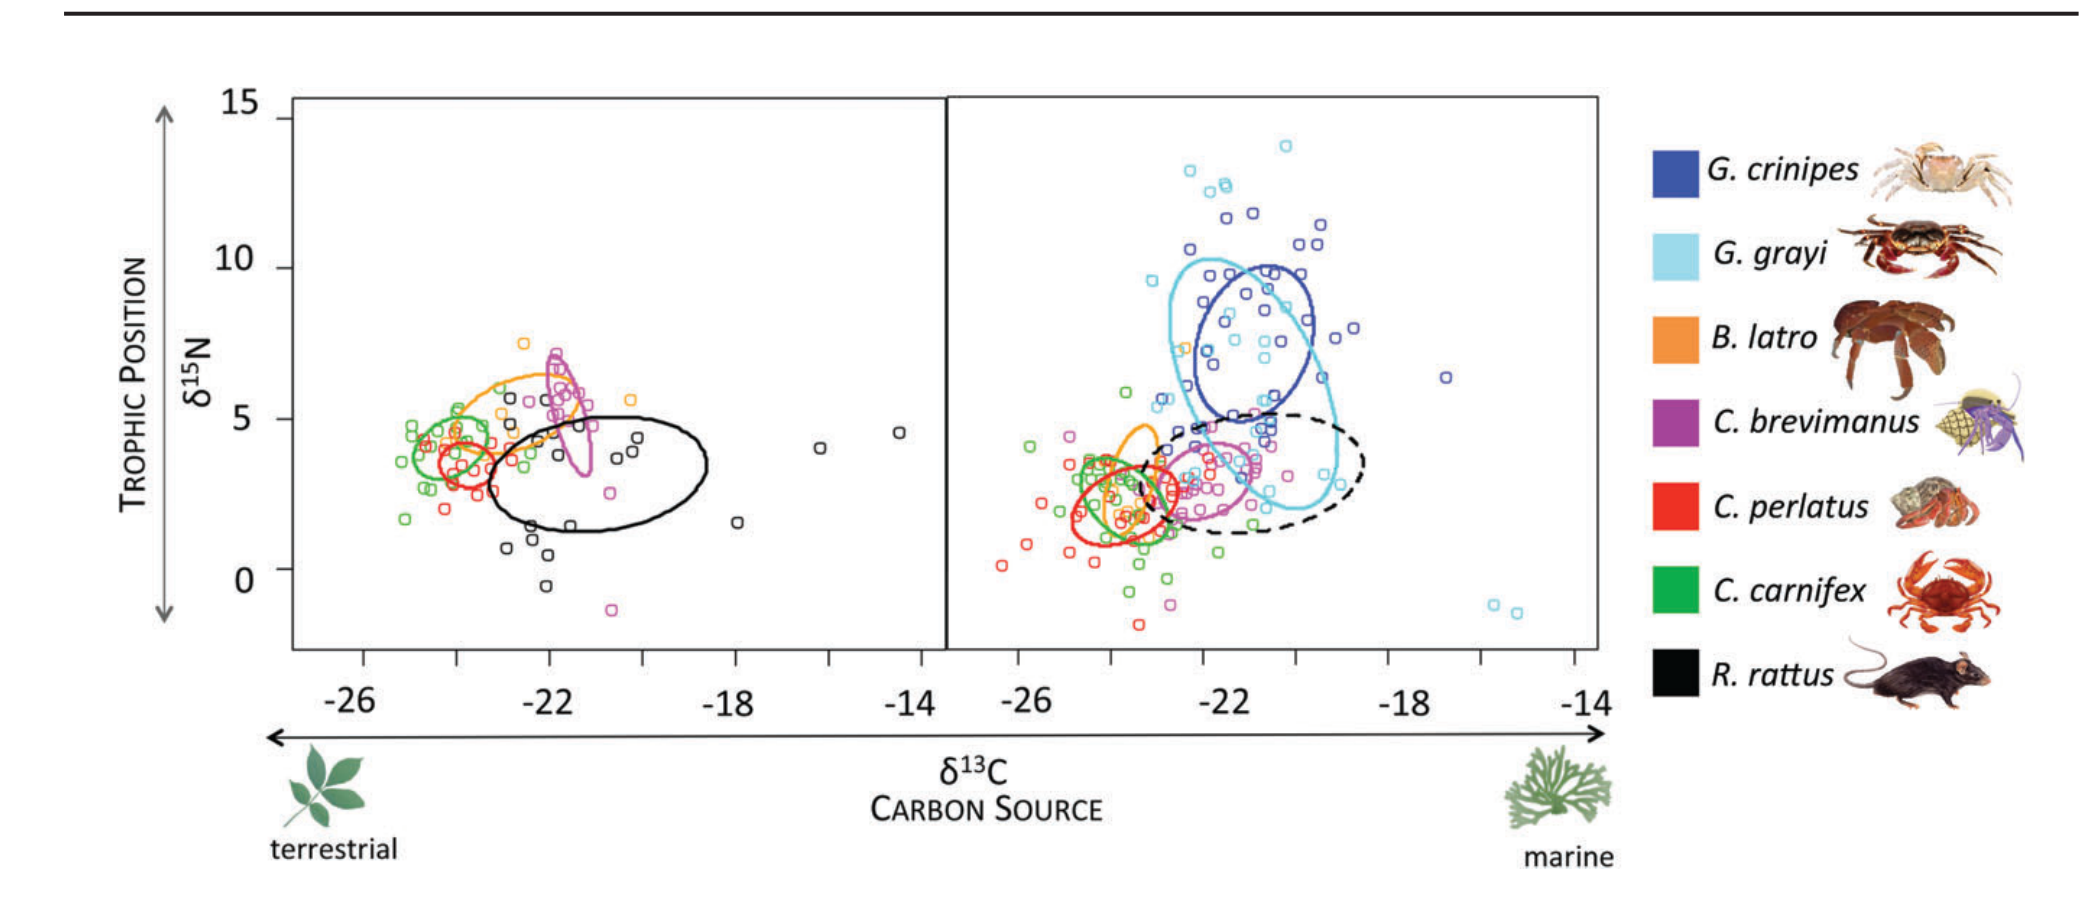 15
10
5
0
TROPHIC POSITION
δ15N
-26 -22 -18 -14 -26 -22 -18 -14
δ13C
CARBON SOURCE
terrestrial
marine
G. crinipes
G. grayi
B. latro
C. brevimanus
C. perlatus
C. carnifex
R. rattus